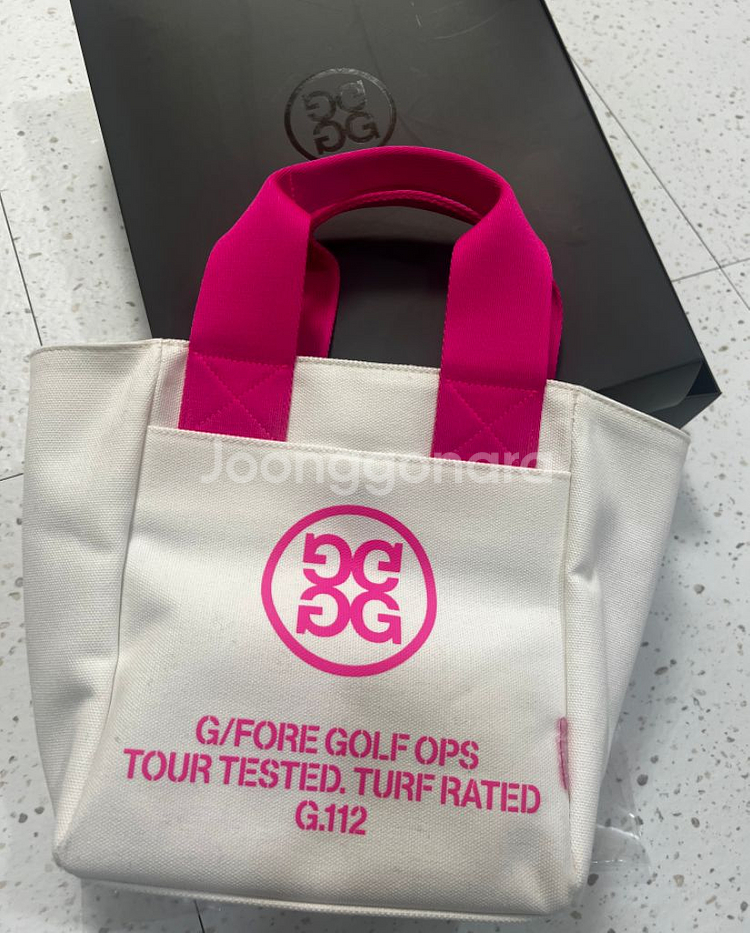 Joonggonara
G/FORE GOLF OPS
TOUR TESTED. TURF RATED
G.112